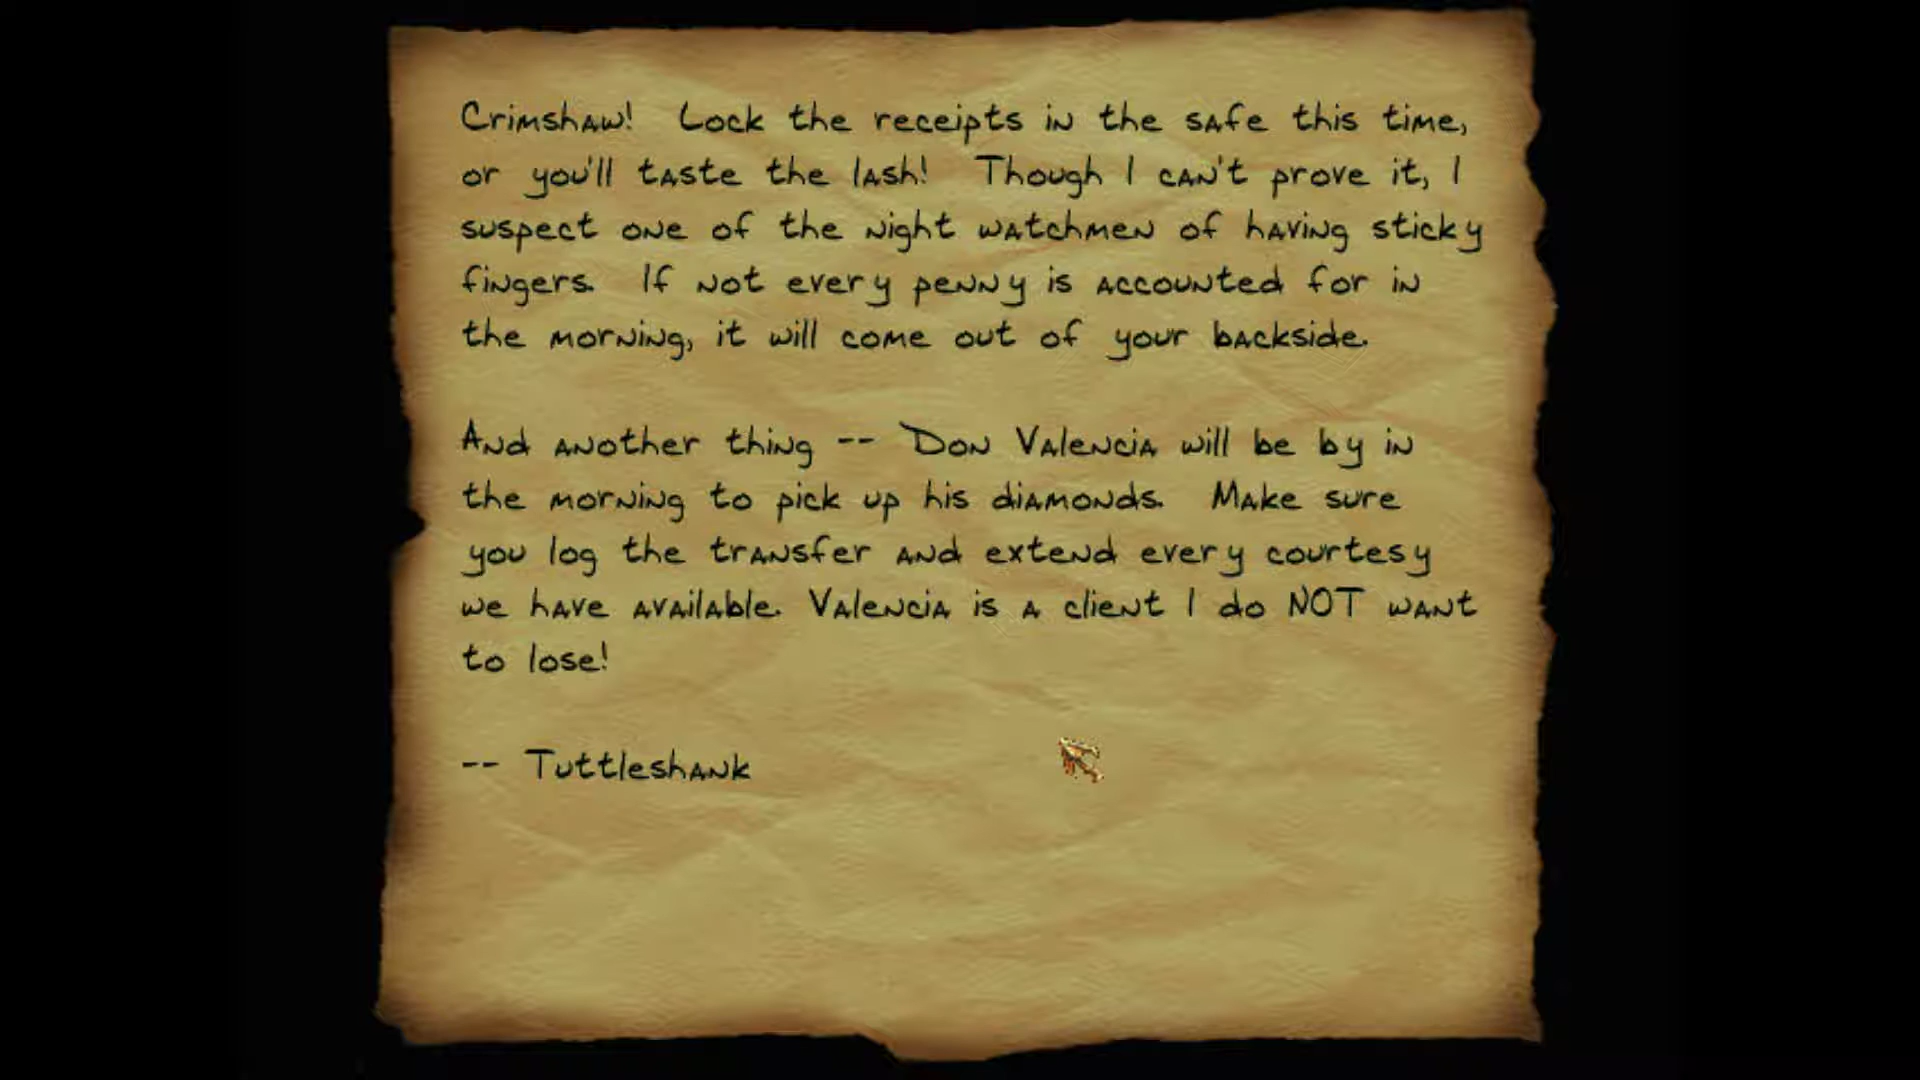 Crimshaw! Lock the receipts in the safe this time,
or you'll taste the lash! Though I can't prove it, I
suspect one of the night watchmen of having sticky
fingers. If not every penny is accounted for in
the morning, it will come out of your backside.
And another thing -- Don Valencia will be by in
the morning to pick up his diamonds. Make sure
you log the transfer and extend every courtesy
we have available. Valencia is a client I do NOT want
to lose!
-- Tuttleshank